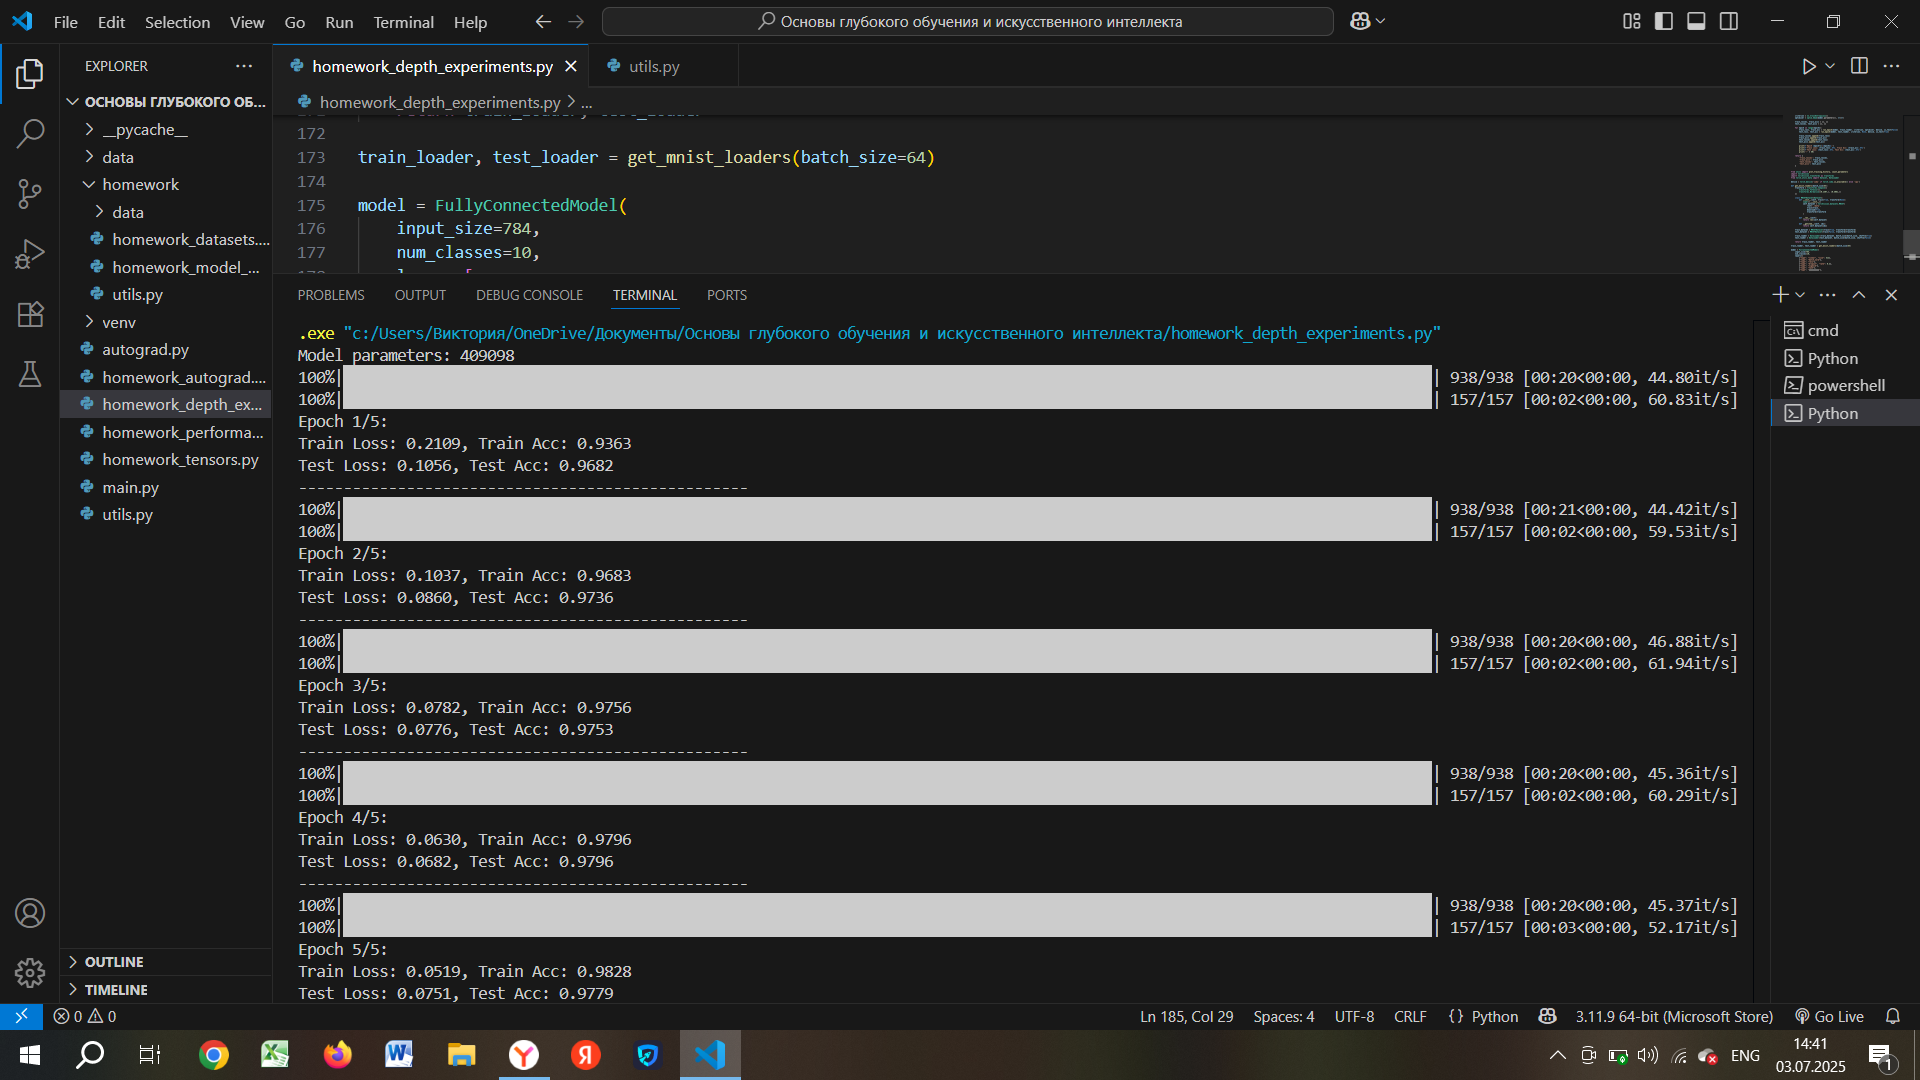 File Edit Selection View Go Run Terminal Help
Основы глубокого обучения и искусственного интеллекта
EXPLORER
ОСНОВЫ ГЛУБОКОГО ОБ...
__pycache__
data
homework
data
homework_datasets....
homework_model_...
utils.py
venv
autograd.py
homework_autograd....
homework_depth_ex...
homework_performa...
homework_tensors.py
main.py
utils.py
OUTLINE
TIMELINE
homework_depth_experiments.py
utils.py
homework_depth_experiments.py > ...
172
173 train_loader, test_loader = get_mnist_loaders(batch_size=64)
174
175 model = FullyConnectedModel(
176 input_size=784,
177 num_classes=10,
PROBLEMS OUTPUT DEBUG CONSOLE TERMINAL PORTS
.exe "c:/Users/Виктория/OneDrive/Документы/Основы глубокого обучения и искусственного интеллекта/homework_depth_experiments.py"
Model parameters: 409098
100%| | 938/938 [00:20<00:00, 44.80it/s]
100%| | 157/157 [00:02<00:00, 60.83it/s]
Epoch 1/5:
Train Loss: 0.2109, Train Acc: 0.9363
Test Loss: 0.1056, Test Acc: 0.9682
--------------------------------------------------
100%| | 938/938 [00:21<00:00, 44.42it/s]
100%| | 157/157 [00:02<00:00, 59.53it/s]
Epoch 2/5:
Train Loss: 0.1037, Train Acc: 0.9683
Test Loss: 0.0860, Test Acc: 0.9736
--------------------------------------------------
100%| | 938/938 [00:20<00:00, 46.88it/s]
100%| | 157/157 [00:02<00:00, 61.94it/s]
Epoch 3/5:
Train Loss: 0.0782, Train Acc: 0.9756
Test Loss: 0.0776, Test Acc: 0.9753
--------------------------------------------------
100%| | 938/938 [00:20<00:00, 45.36it/s]
100%| | 157/157 [00:02<00:00, 60.29it/s]
Epoch 4/5:
Train Loss: 0.0630, Train Acc: 0.9796
Test Loss: 0.0682, Test Acc: 0.9796
--------------------------------------------------
100%| | 938/938 [00:20<00:00, 45.37it/s]
100%| | 157/157 [00:03<00:00, 52.17it/s]
Epoch 5/5:
Train Loss: 0.0519, Train Acc: 0.9828
Test Loss: 0.0751, Test Acc: 0.9779
cmd
Python
powershell
Python
0 0
Ln 185, Col 29 Spaces: 4 UTF-8 CRLF { } Python 3.11.9 64-bit (Microsoft Store) Go Live
ENG
14:41
03.07.2025
1